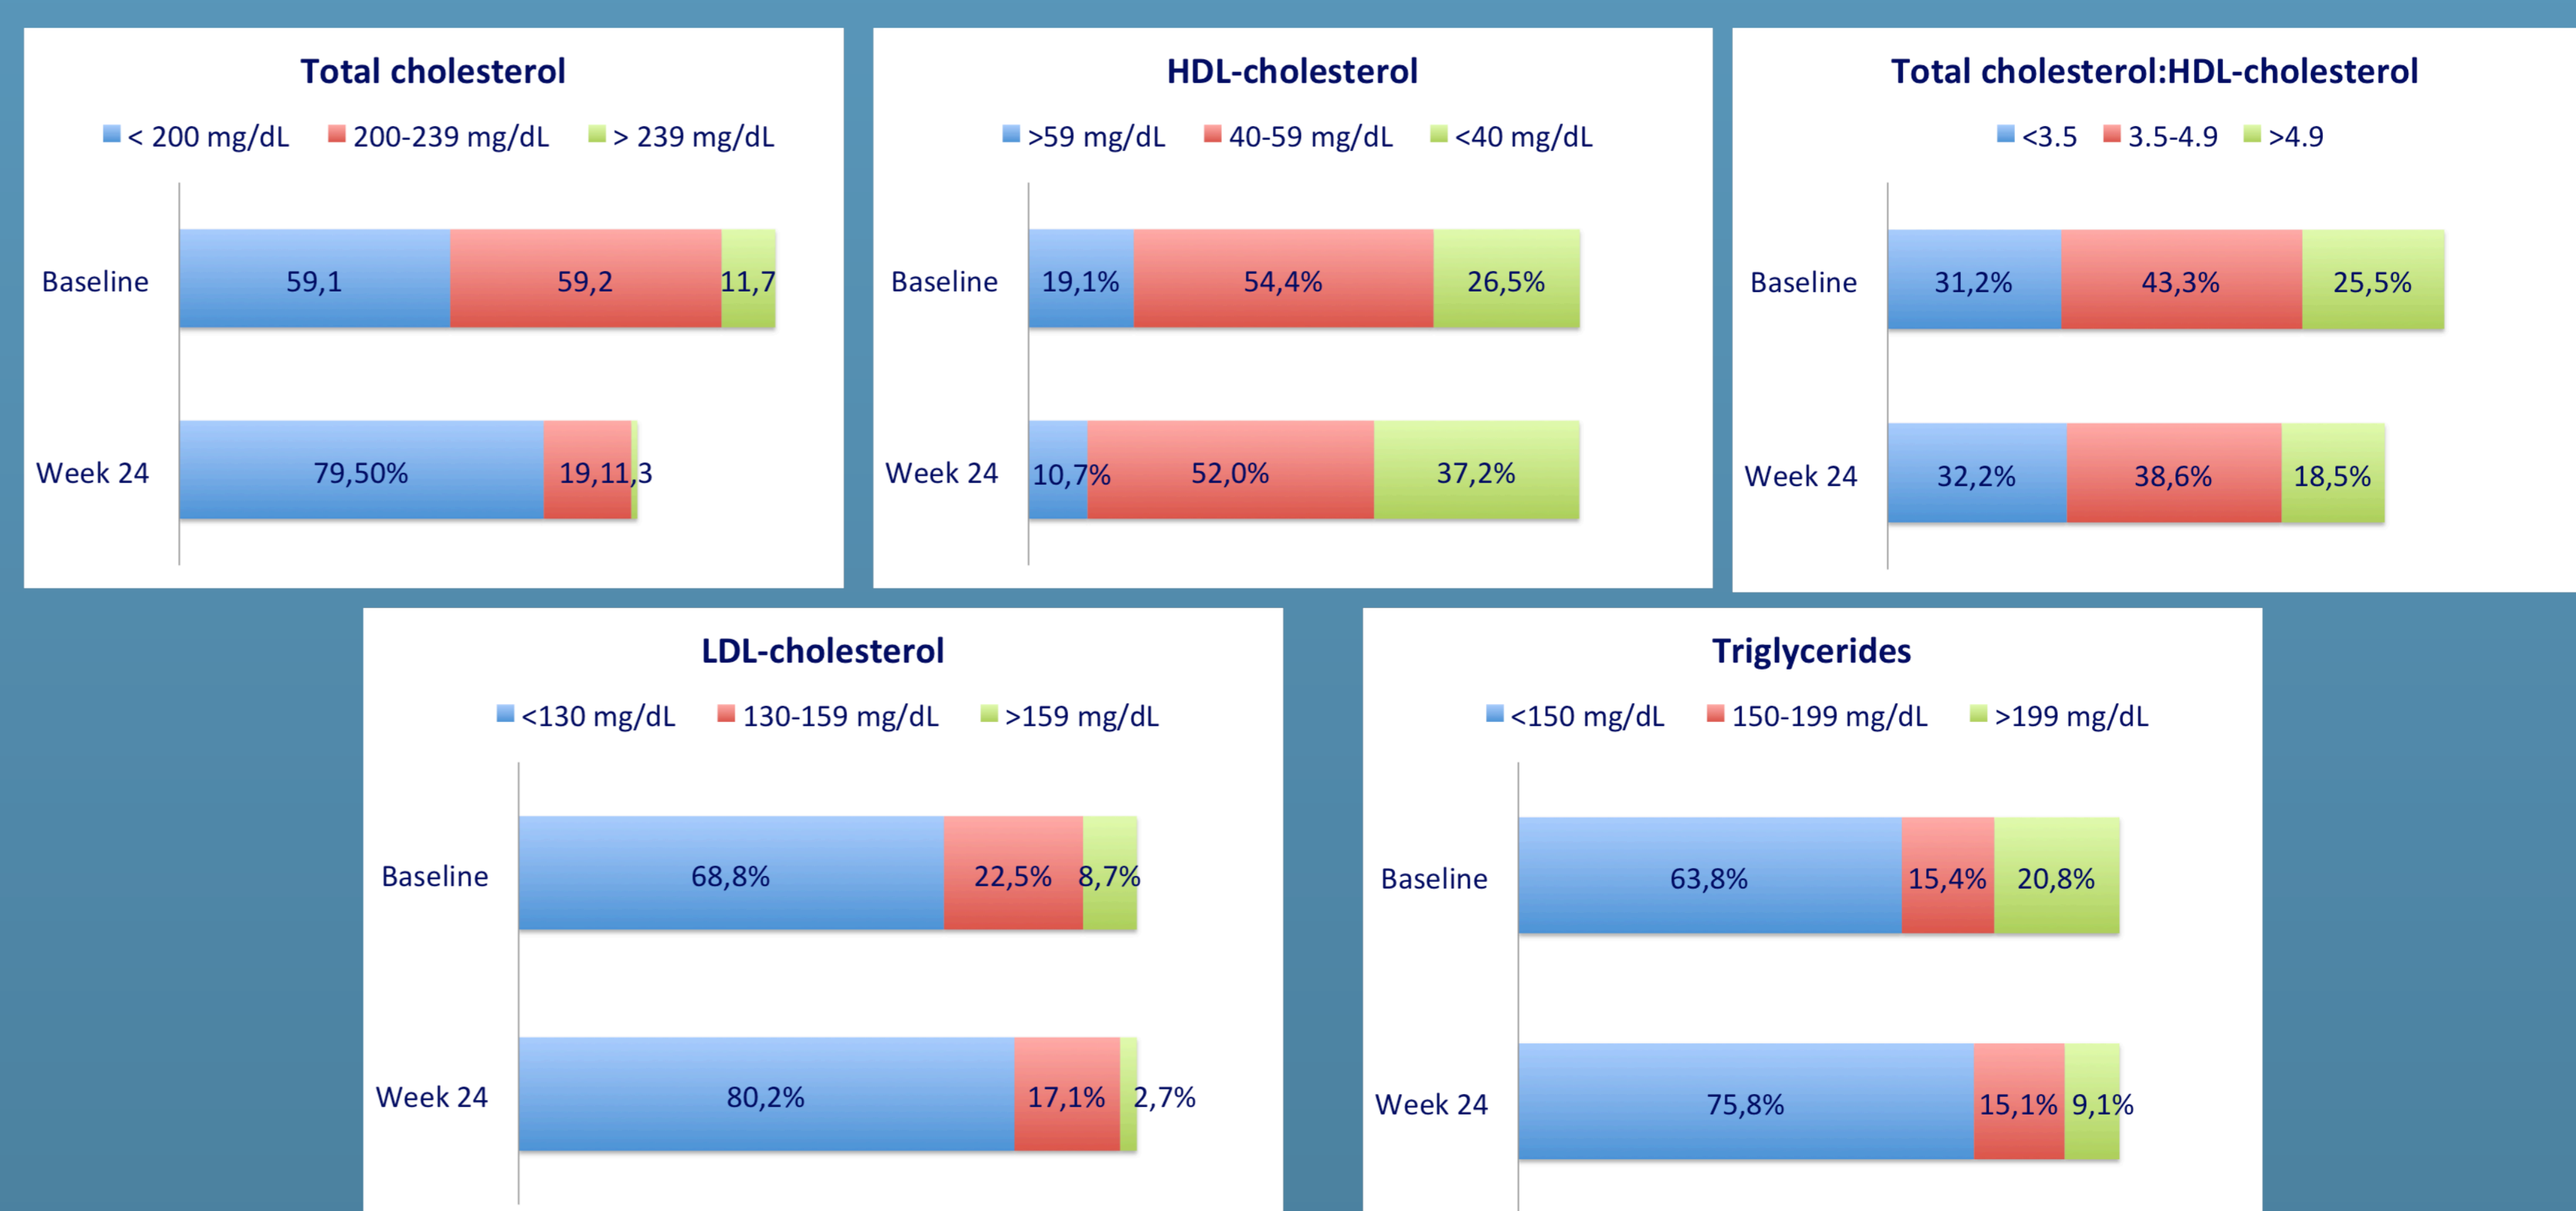 Total cholesterol
< 200 mg/dL 200-239 mg/dL > 239 mg/dL
Baseline 59,1 59,2 11,7
Week 24 79,50% 19,1 1,3
HDL-cholesterol
>59 mg/dL 40-59 mg/dL <40 mg/dL
Baseline 19,1% 54,4% 26,5%
Week 24 10,7% 52,0% 37,2%
Total cholesterol:HDL-cholesterol
<3.5 3.5-4.9 >4.9
Baseline 31,2% 43,3% 25,5%
Week 24 32,2% 38,6% 18,5%
LDL-cholesterol
<130 mg/dL 130-159 mg/dL >159 mg/dL
Baseline 68,8% 22,5% 8,7%
Week 24 80,2% 17,1% 2,7%
Triglycerides
<150 mg/dL 150-199 mg/dL >199 mg/dL
Baseline 63,8% 15,4% 20,8%
Week 24 75,8% 15,1% 9,1%